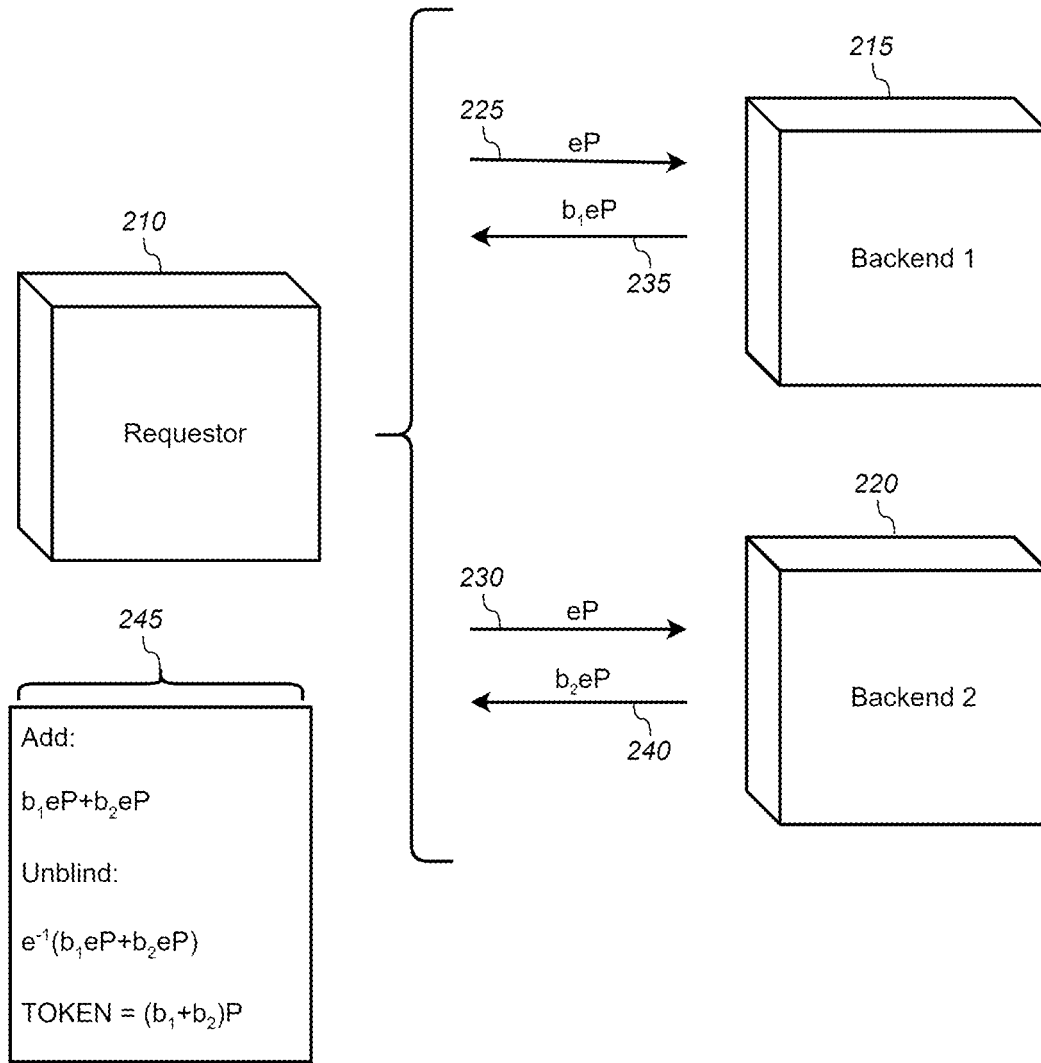 215
225
eP
b₁eP
235
Backend 1
210
Requestor
220
230
eP
b₂eP
240
Backend 2
245
Add:
b₁eP+b₂eP
Unblind:
e⁻¹(b₁eP+b₂eP)
TOKEN = (b₁+b₂)P